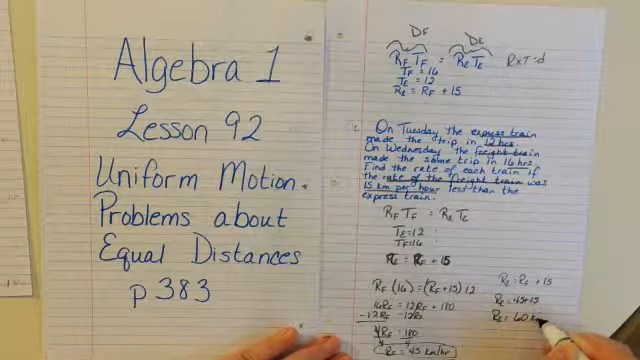 Algebra 1
Lesson 92
Uniform Motion
Problems about
Equal Distances
p 383
DF DE
RF TF = RE TE R×T=d
TF = 16
TE = 12
RE = RF + 15
On Tuesday the express train
made the trip in 12 hrs.
On Wednesday the freight train
made the same trip in 16 hrs.
Find the rate of each train if
the rate of the freight train was
15 km per hour less than the
express train.
RF TF = RE TE
TE = 12
TF = 16
RE = RF + 15
RF (16) = (RF + 15) 12
16RF = 12RF + 180
-12RF -12RF
4RF = 180
4 4
RF = 45 km/hr
RE = RF + 15
RE = 45+15
RE = 60 k